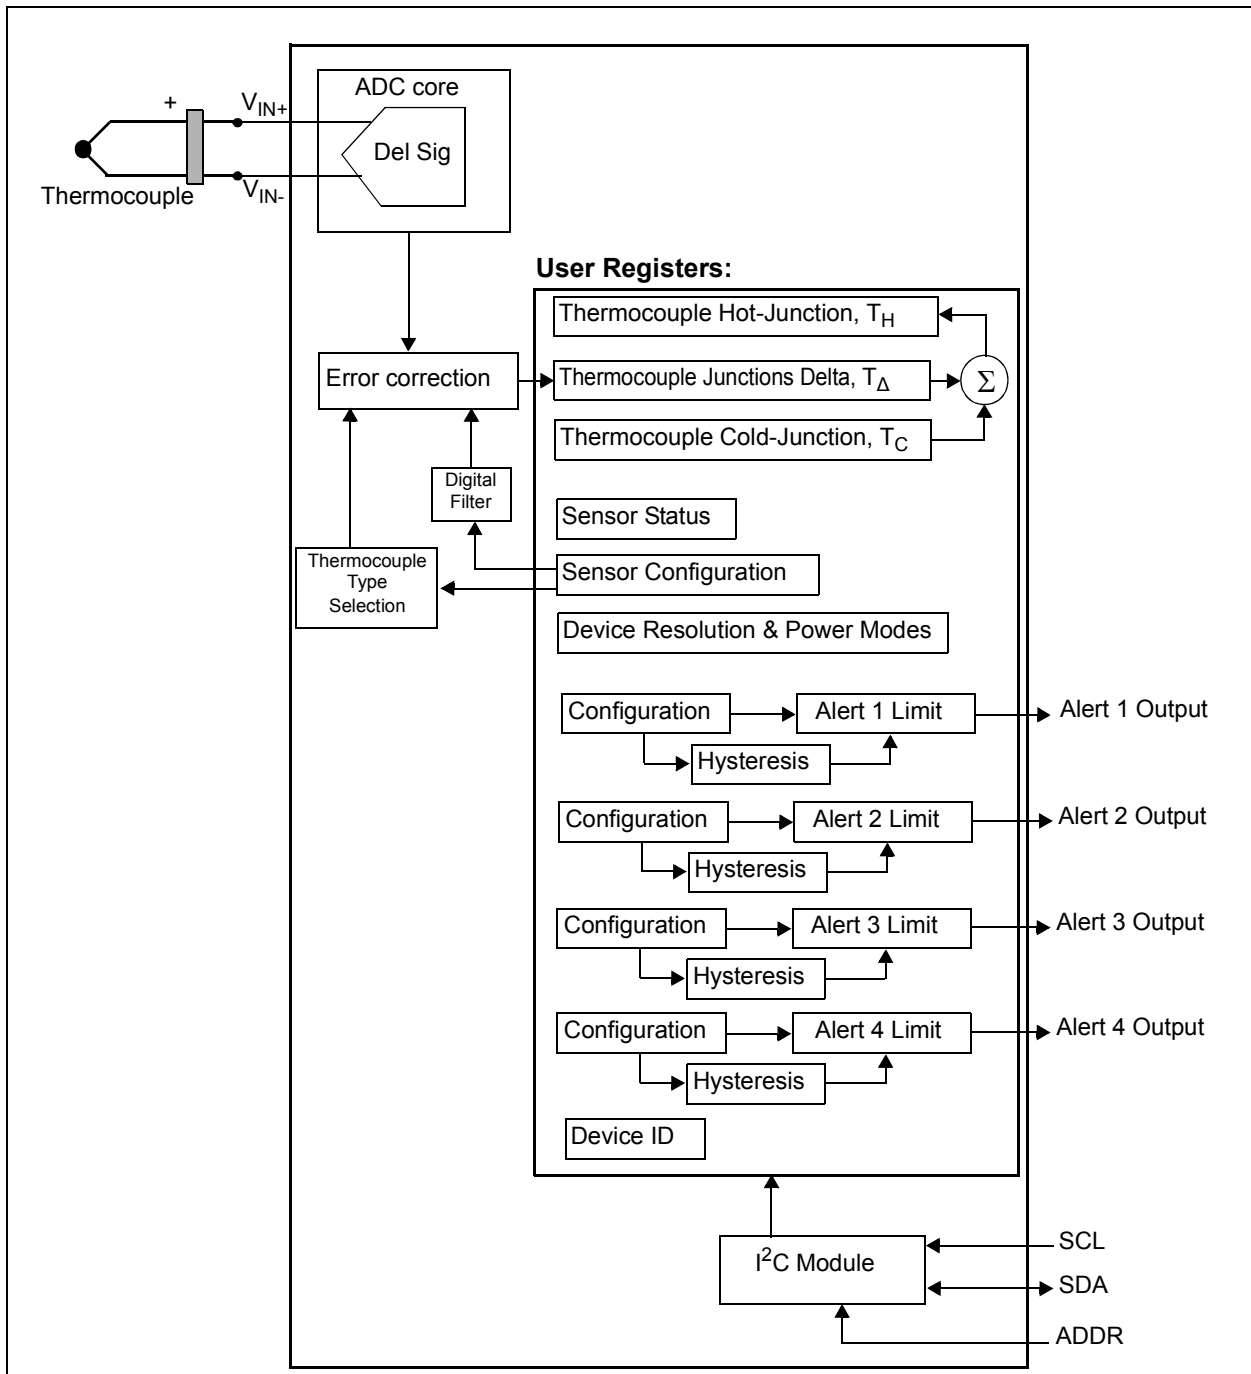 ADC core
+
V_IN+
Del Sig
Thermocouple
V_IN-
User Registers:
Thermocouple Hot-Junction, T_H
Error correction
Thermocouple Junctions Delta, T_Δ
Σ
Thermocouple Cold-Junction, T_C
Digital
Filter
Sensor Status
Thermocouple
Type
Selection
Sensor Configuration
Device Resolution & Power Modes
Configuration
Alert 1 Limit
Alert 1 Output
Hysteresis
Configuration
Alert 2 Limit
Alert 2 Output
Hysteresis
Configuration
Alert 3 Limit
Alert 3 Output
Hysteresis
Configuration
Alert 4 Limit
Alert 4 Output
Hysteresis
Device ID
I²C Module
SCL
SDA
ADDR